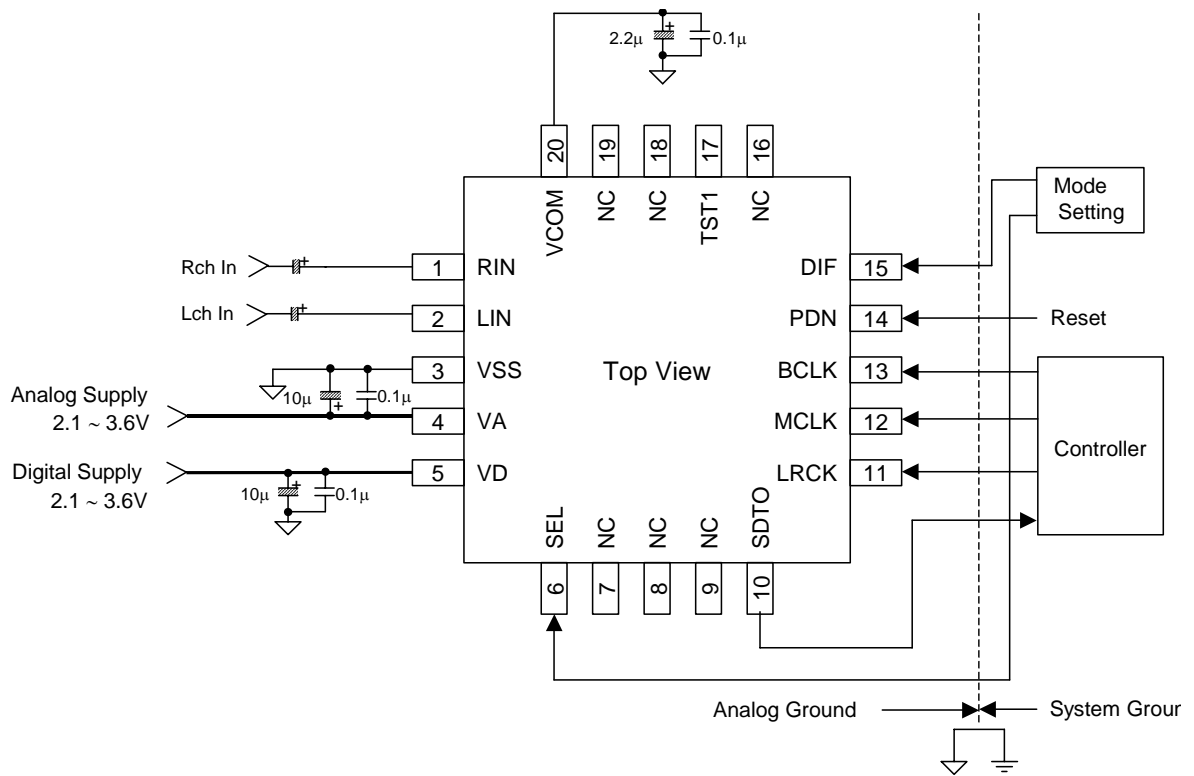 2.2μ
0.1μ
20
19
18
17
16
VCOM
NC
NC
TST1
NC
Mode
Setting
Rch In
1
RIN
DIF
15
Lch In
2
LIN
PDN
14
Reset
3
VSS
Top View
BCLK
13
Analog Supply
2.1 ~ 3.6V
10μ
0.1μ
4
VA
MCLK
12
Controller
Digital Supply
2.1 ~ 3.6V
10μ
0.1μ
5
VD
LRCK
11
SEL
NC
NC
NC
SDTO
6
7
8
9
10
Analog Ground
System Groun